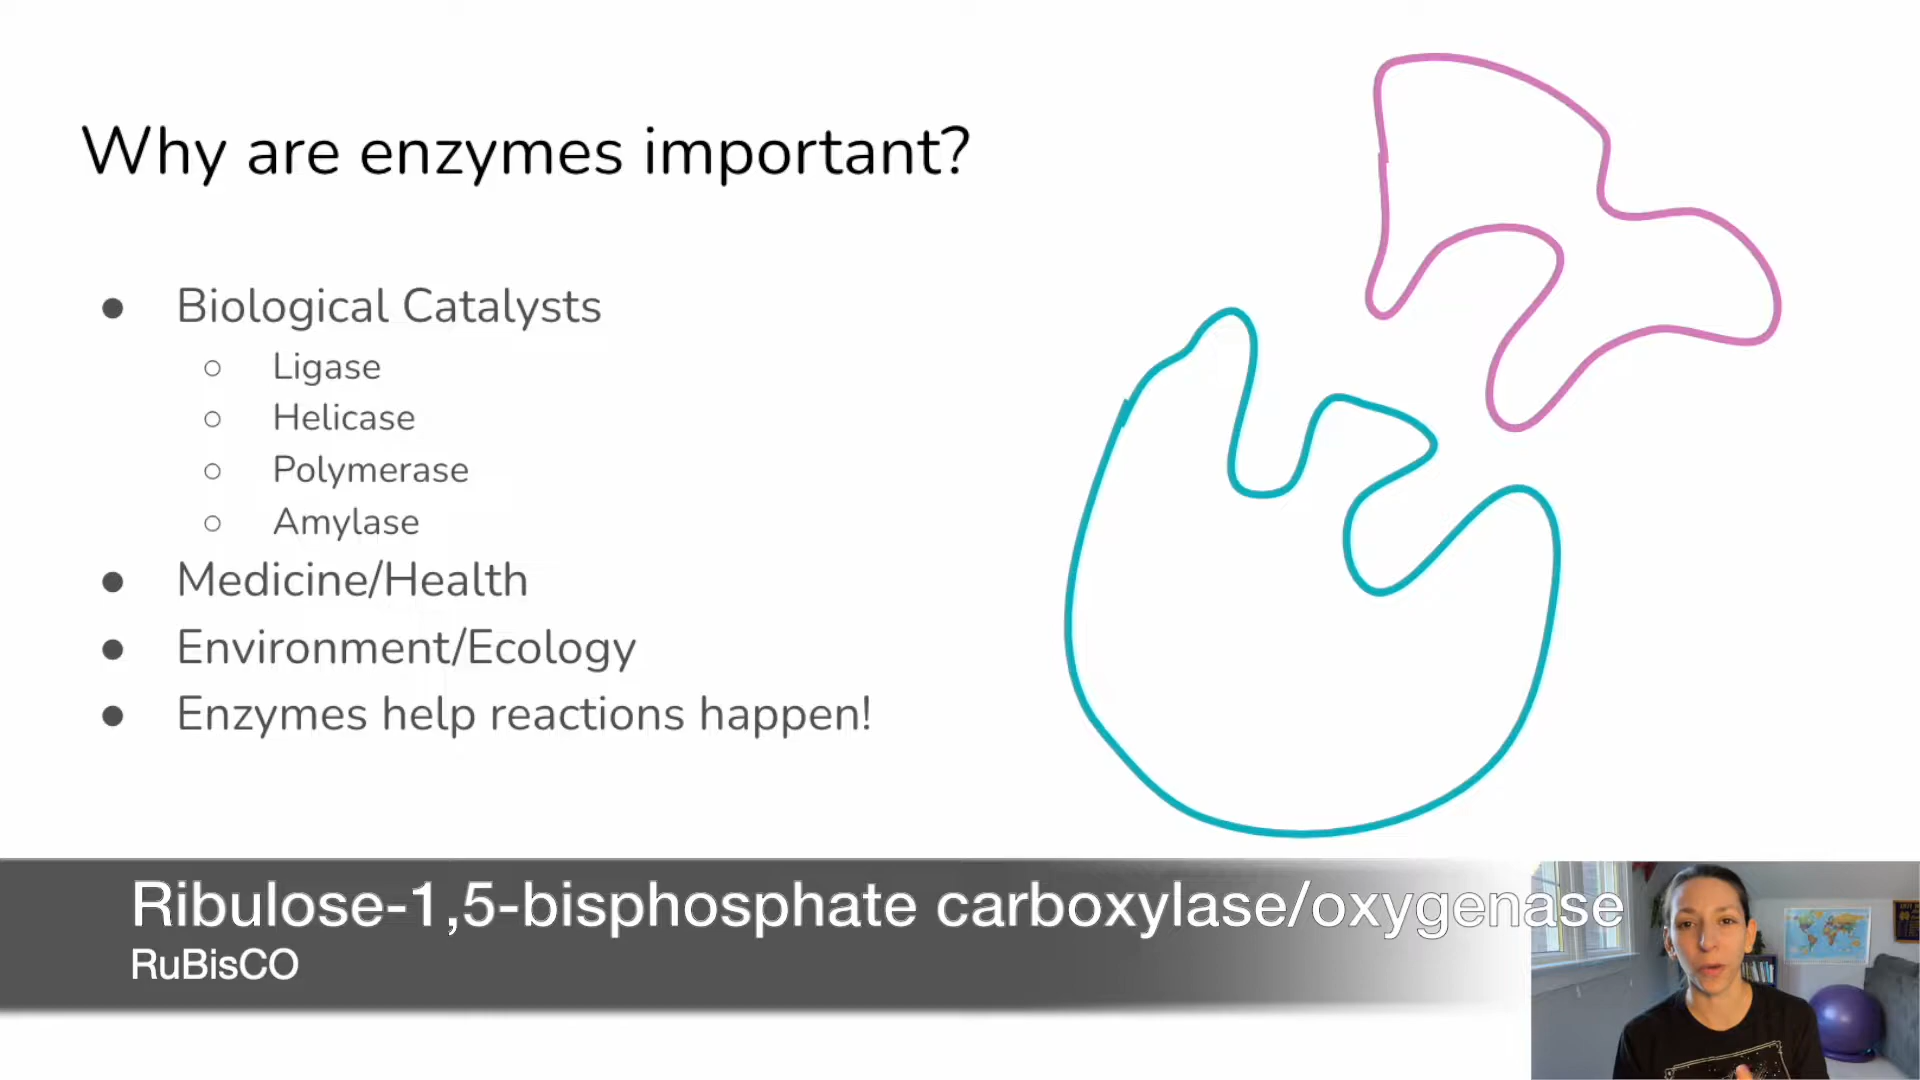 Why are enzymes important?
● Biological Catalysts
○ Ligase
○ Helicase
○ Polymerase
○ Amylase
● Medicine/Health
● Environment/Ecology
● Enzymes help reactions happen!
Ribulose-1,5-bisphosphate carboxylase/oxygenase
RuBisCO